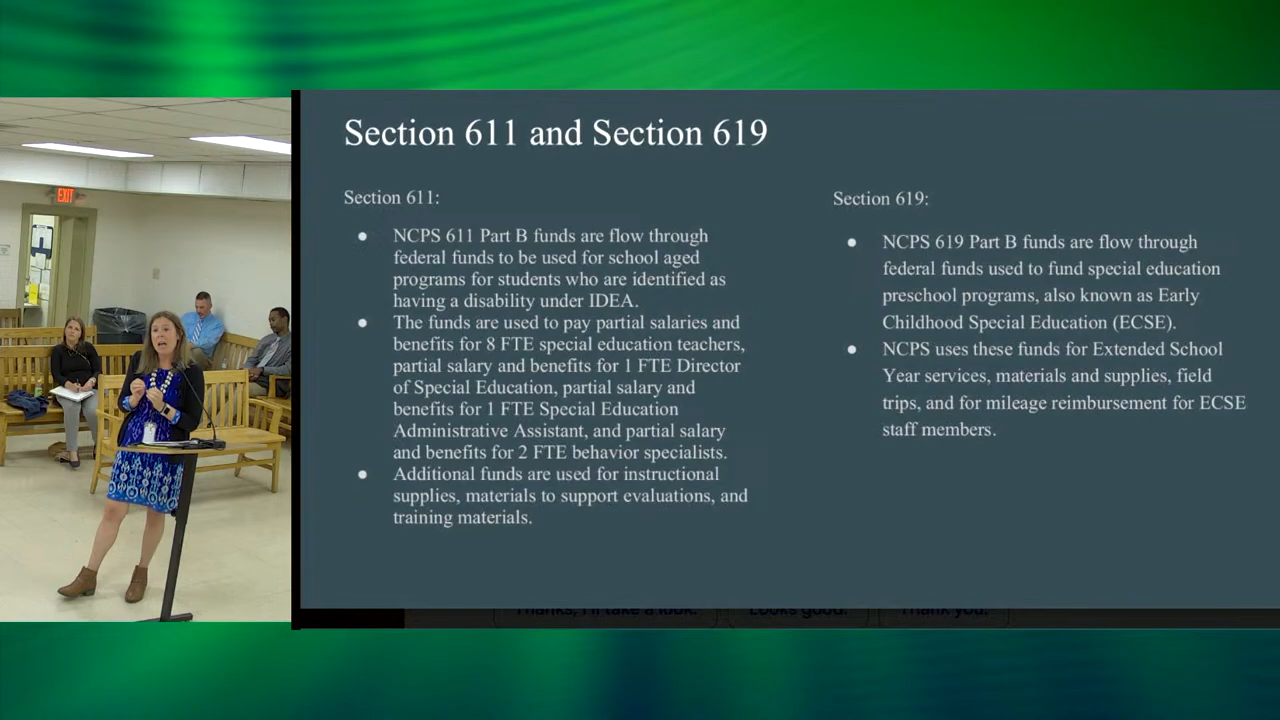 EXIT
Section 611 and Section 619
Section 611:
● NCPS 611 Part B funds are flow through
federal funds to be used for school aged
programs for students who are identified as
having a disability under IDEA.
● The funds are used to pay partial salaries and
benefits for 8 FTE special education teachers,
partial salary and benefits for 1 FTE Director
of Special Education, partial salary and
benefits for 1 FTE Special Education
Administrative Assistant, and partial salary
and benefits for 2 FTE behavior specialists.
● Additional funds are used for instructional
supplies, materials to support evaluations, and
training materials.
Section 619:
● NCPS 619 Part B funds are flow through
federal funds used to fund special education
preschool programs, also known as Early
Childhood Special Education (ECSE).
● NCPS uses these funds for Extended School
Year services, materials and supplies, field
trips, and for mileage reimbursement for ECSE
staff members.
Thanks, I'll take a look.
Looks good.
Thank you.